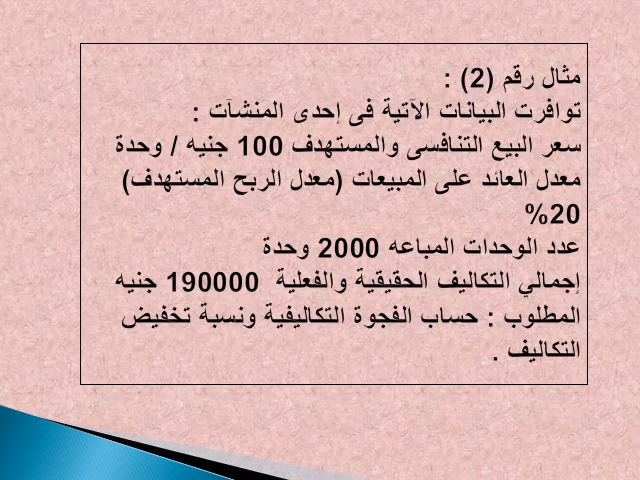 مثال رقم (2) :
توافرت البيانات الآتية فى إحدى المنشآت :
سعر البيع التنافسى والمستهدف 100 جنيه / وحدة
معدل العائد على المبيعات (معدل الربح المستهدف)
20%
عدد الوحدات المباعه 2000 وحدة
إجمالي التكاليف الحقيقية والفعلية 190000 جنيه
المطلوب : حساب الفجوة التكاليفية ونسبة تخفيض
التكاليف .